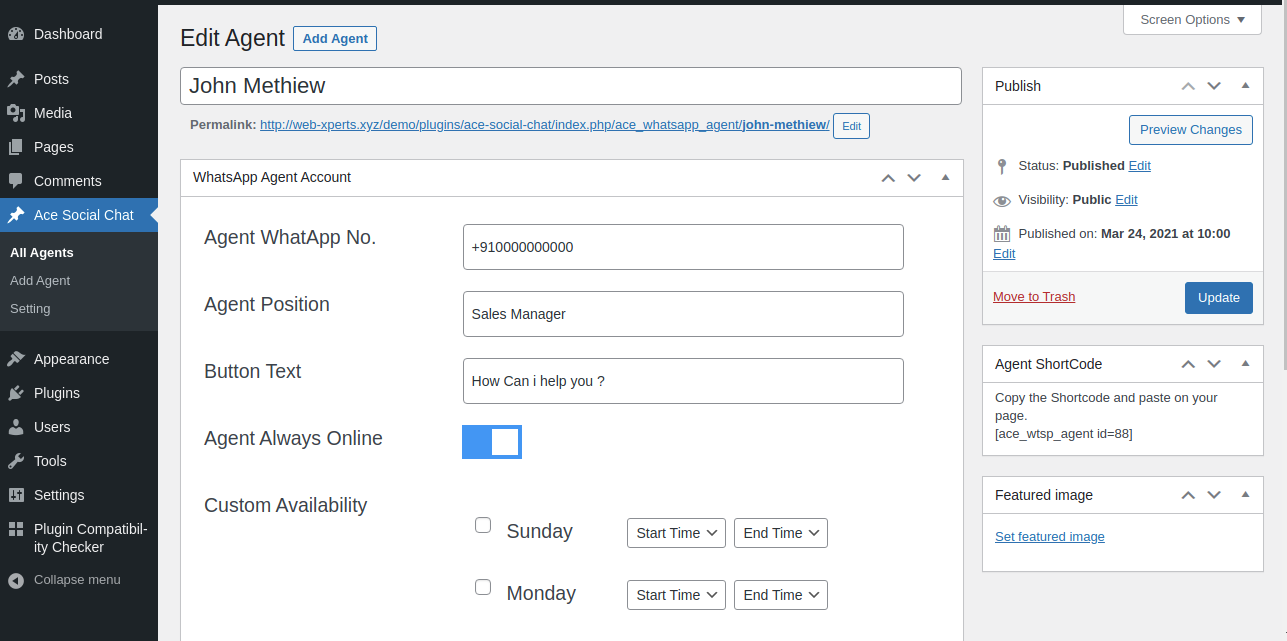 Screen Options
Dashboard
Posts
Media
Pages
Comments
Ace Social Chat
All Agents
Add Agent
Setting
Appearance
Plugins
Users
Tools
Settings
Plugin Compatibil-
ity Checker
Collapse menu
Edit Agent Add Agent
John Methiew
Permalink: http://web-xperts.xyz/demo/plugins/ace-social-chat/index.php/ace_whatsapp_agent/john-methiew/ Edit
WhatsApp Agent Account
Agent WhatApp No. +910000000000
Agent Position Sales Manager
Button Text How Can i help you ?
Agent Always Online
Custom Availability
Sunday Start Time End Time
Monday Start Time End Time
Publish
Preview Changes
Status: Published Edit
Visibility: Public Edit
Published on: Mar 24, 2021 at 10:00
Edit
Move to Trash Update
Agent ShortCode
Copy the Shortcode and paste on your
page.
[ace_wtsp_agent id=88]
Featured image
Set featured image